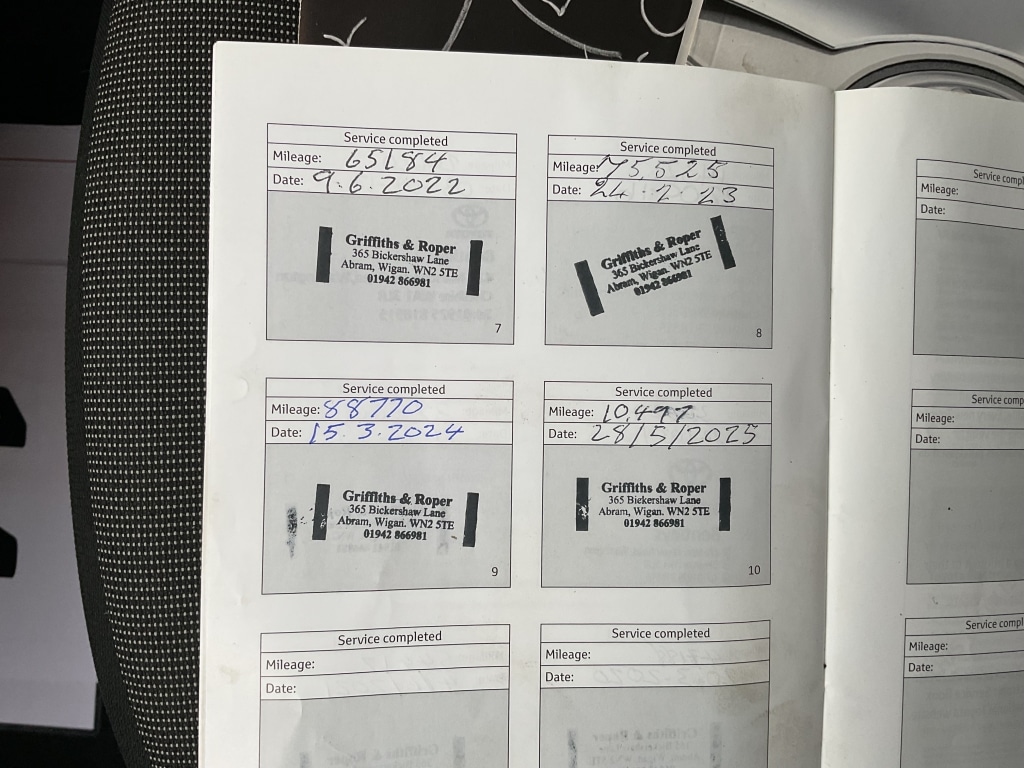 Service completed
Mileage: 65184
Date: 9.6.2022
Griffiths & Roper
365 Bickershaw Lane
Abram, Wigan. WN2 5TE
01942 866981
7
Service completed
Mileage: 75.525
Date: 24.2.23
Griffiths & Roper
365 Bickershaw Lane
Abram, Wigan. WN2 5TE
01942 866981
8
Service completed
Mileage: 88770
Date: 15.3.2024
Griffiths & Roper
365 Bickershaw Lane
Abram, Wigan. WN2 5TE
01942 866981
9
Service completed
Mileage: 10,477
Date: 28/5/2025
Griffiths & Roper
365 Bickershaw Lane
Abram, Wigan. WN2 5TE
01942 866981
10
Service completed
Mileage:
Date:
Service completed
Mileage:
Date:
Service compl
Mileage:
Date:
Service comp
Mileage:
Date:
Service compl
Mileage:
Date: